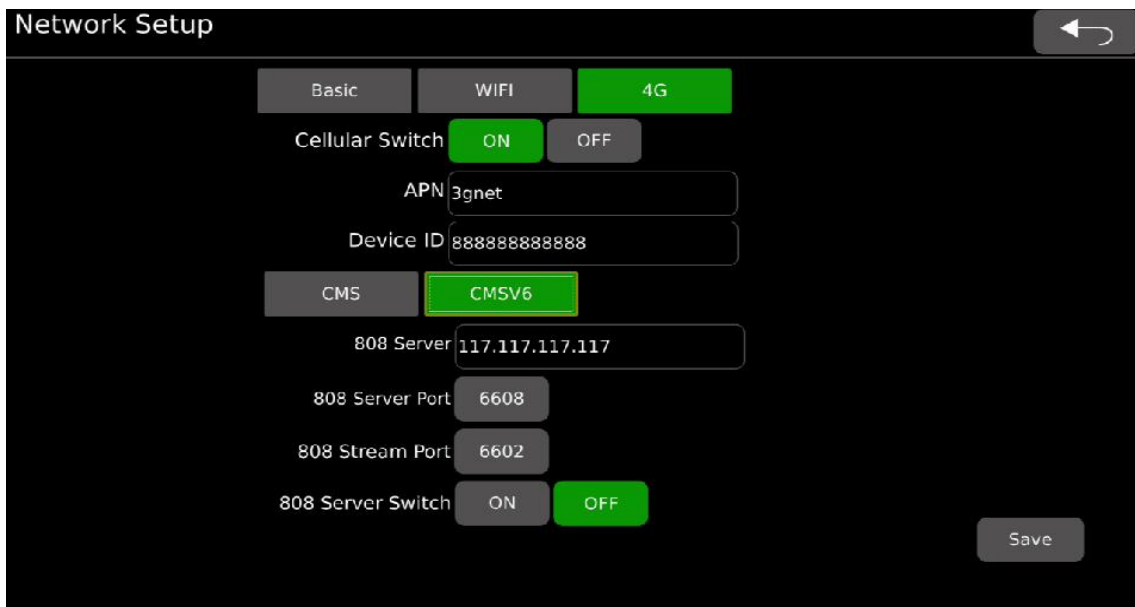 Network Setup
Basic WIFI 4G
Cellular Switch ON OFF
APN 3gnet
Device ID 888888888888
CMS CMSV6
808 Server 117.117.117.117
808 Server Port 6608
808 Stream Port 6602
808 Server Switch ON OFF
Save